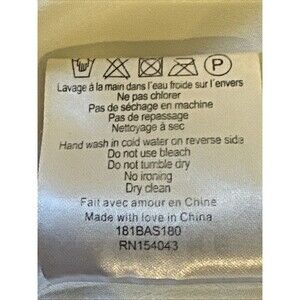 P
Lavage à la main dans l'eau froide sur l'envers
Ne pas chlorer
Pas de séchage en machine
Pas de repassage
Nettoyage à sec
Hand wash in cold water on reverse side
Do not use bleach
Do not tumble dry
No ironing
Dry clean
Fait avec amour en Chine
Made with love in China
181BAS180
RN154043